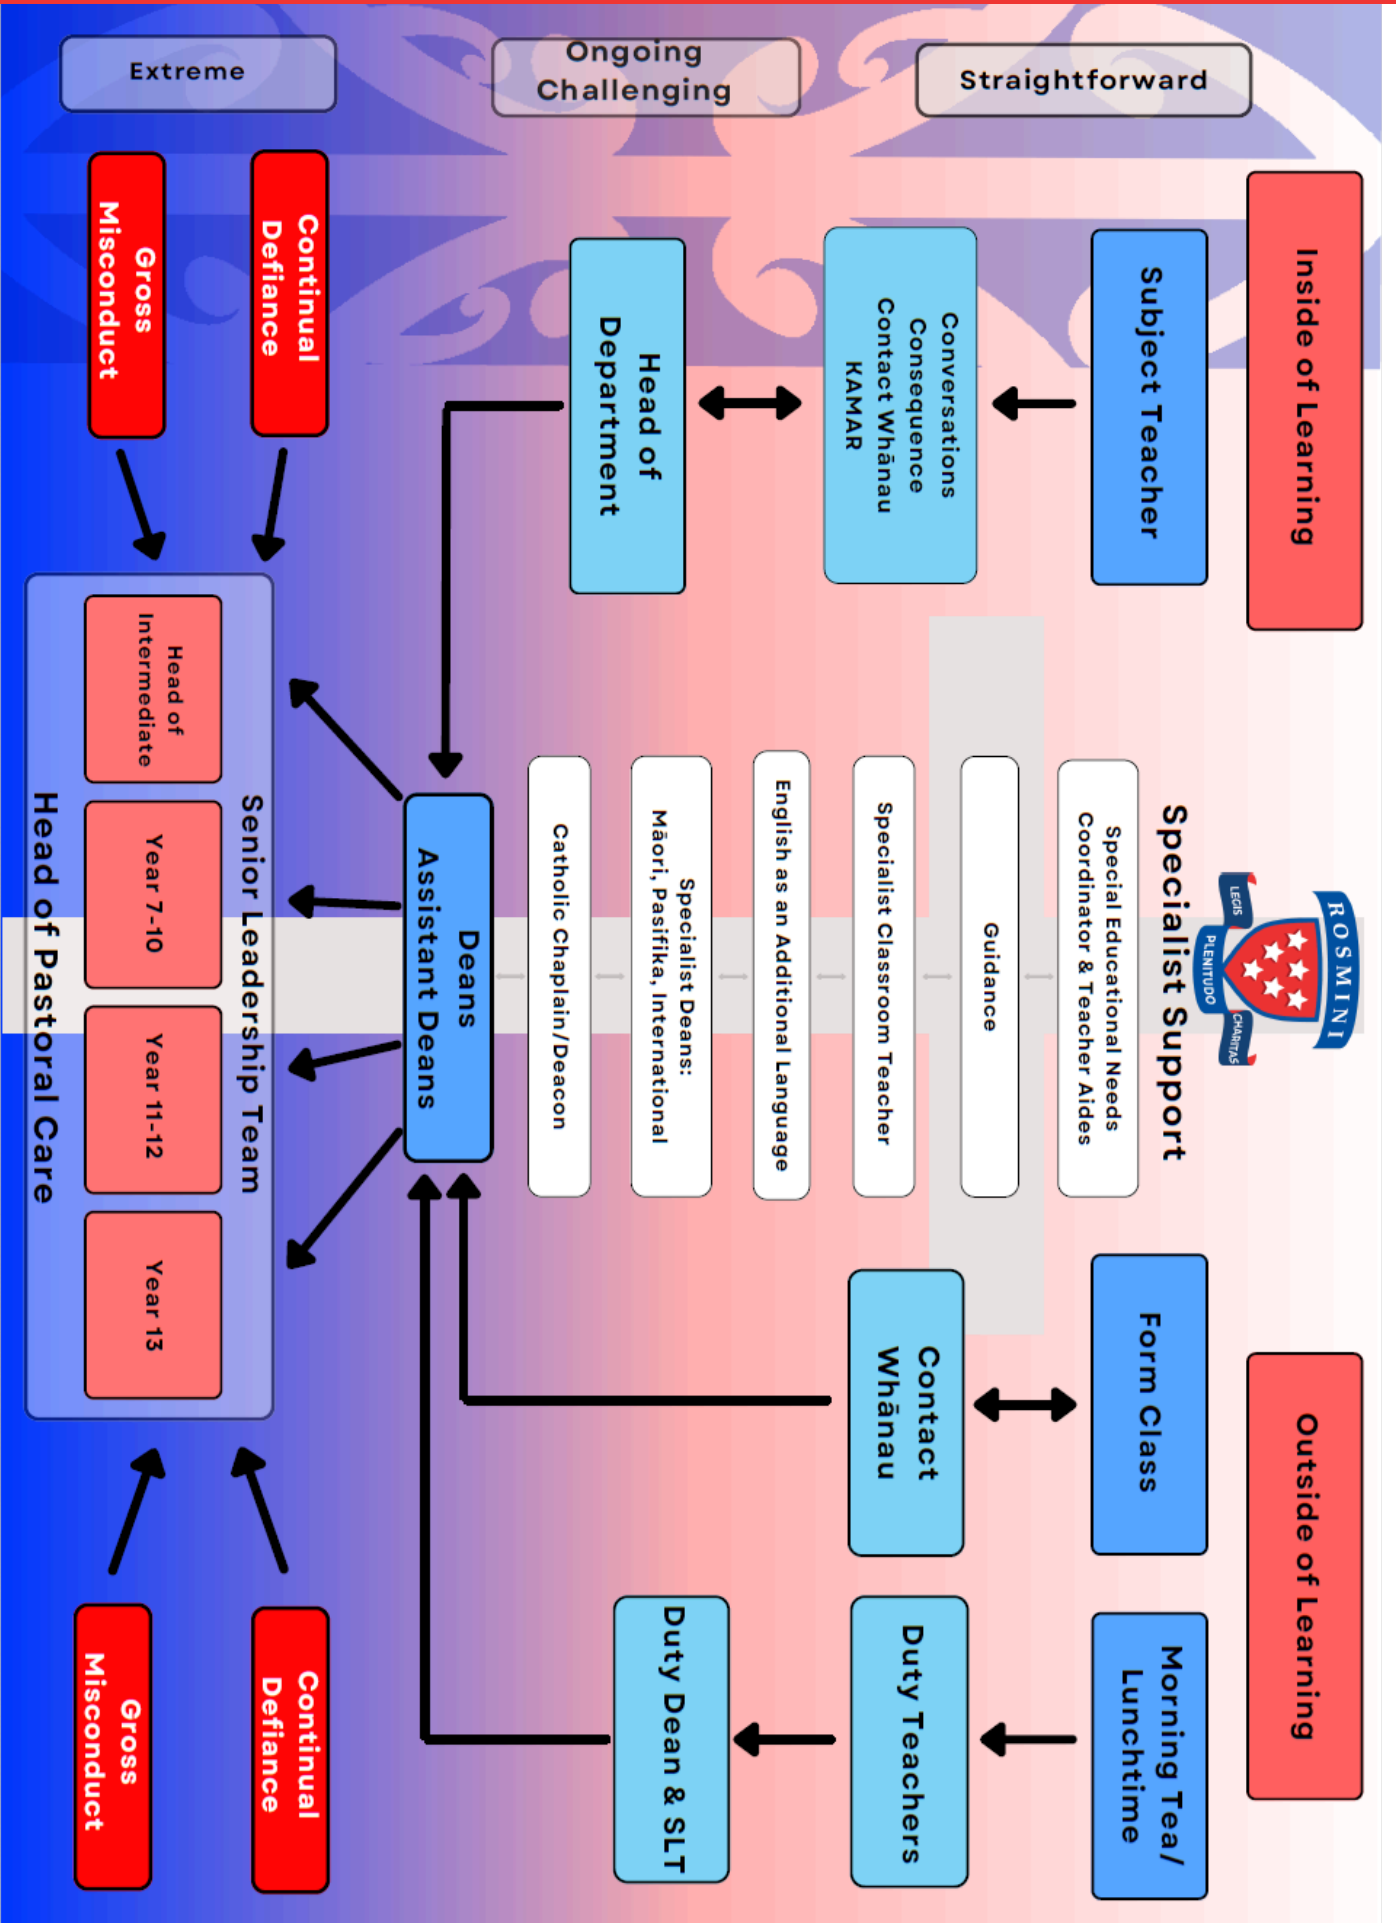 Straightforward
Ongoing
Challenging
Extreme
Inside of Learning
ROSMINI
LEGIS
PLENITUDO
CHARITAS
Outside of Learning
Subject Teacher
Conversations
Consequence
Contact Whānau
KAMAR
Head of
Department
Specialist Support
Special Educational Needs
Coordinator & Teacher Aides
Guidance
Specialist Classroom Teacher
English as an Additional Language
Specialist Deans:
Māori, Pasifika, International
Catholic Chaplain/Deacon
Deans
Assistant Deans
Form Class
Contact
Whānau
Morning Tea/
Lunchtime
Duty Teachers
Duty Dean & SLT
Continual
Defiance
Gross
Misconduct
Senior Leadership Team
Head of
Intermediate
Year 7-10
Year 11-12
Year 13
Head of Pastoral Care
Continual
Defiance
Gross
Misconduct